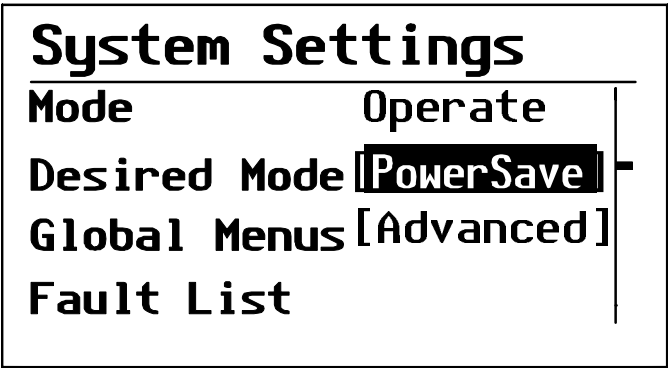 System Settings
Mode Operate
Desired Mode [PowerSave]
Global Menus [Advanced]
Fault List